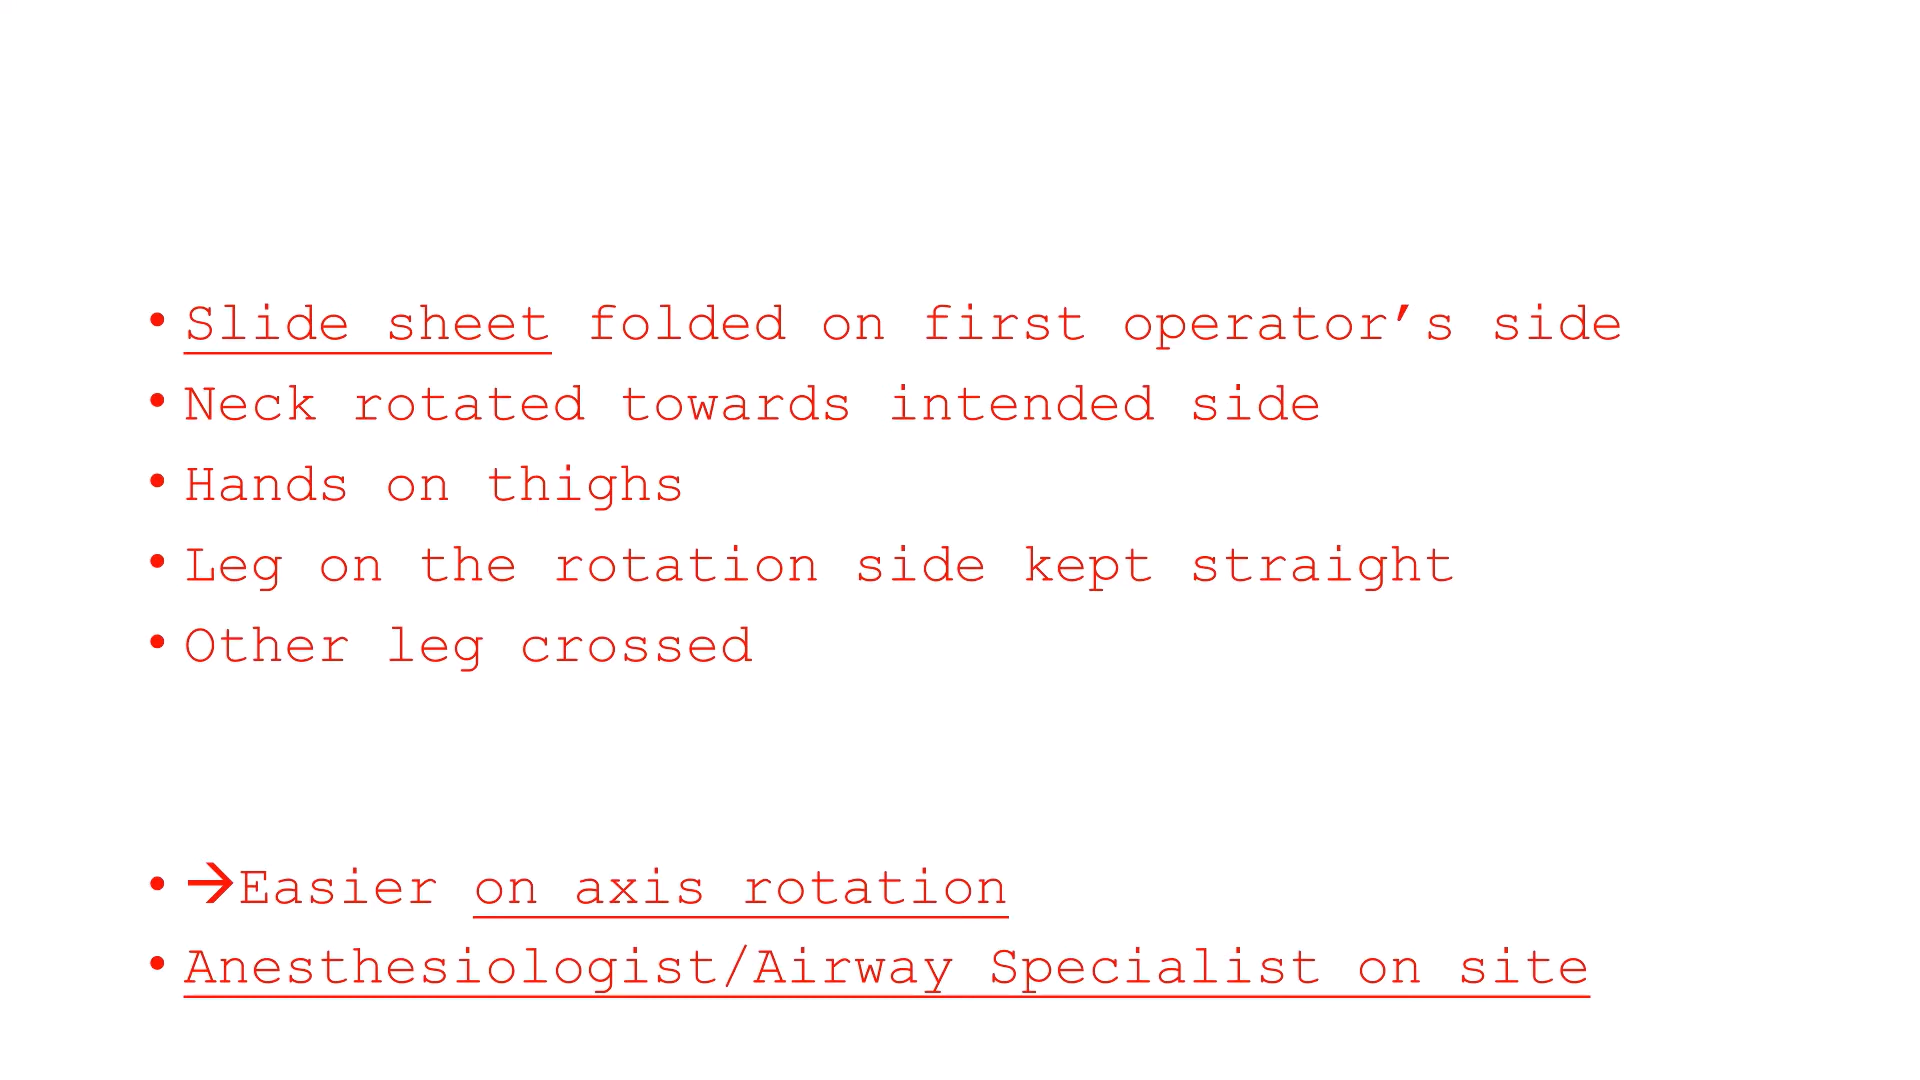 • Slide sheet folded on first operator’s side
• Neck rotated towards intended side
• Hands on thighs
• Leg on the rotation side kept straight
• Other leg crossed
• →Easier on axis rotation
• Anesthesiologist/Airway Specialist on site